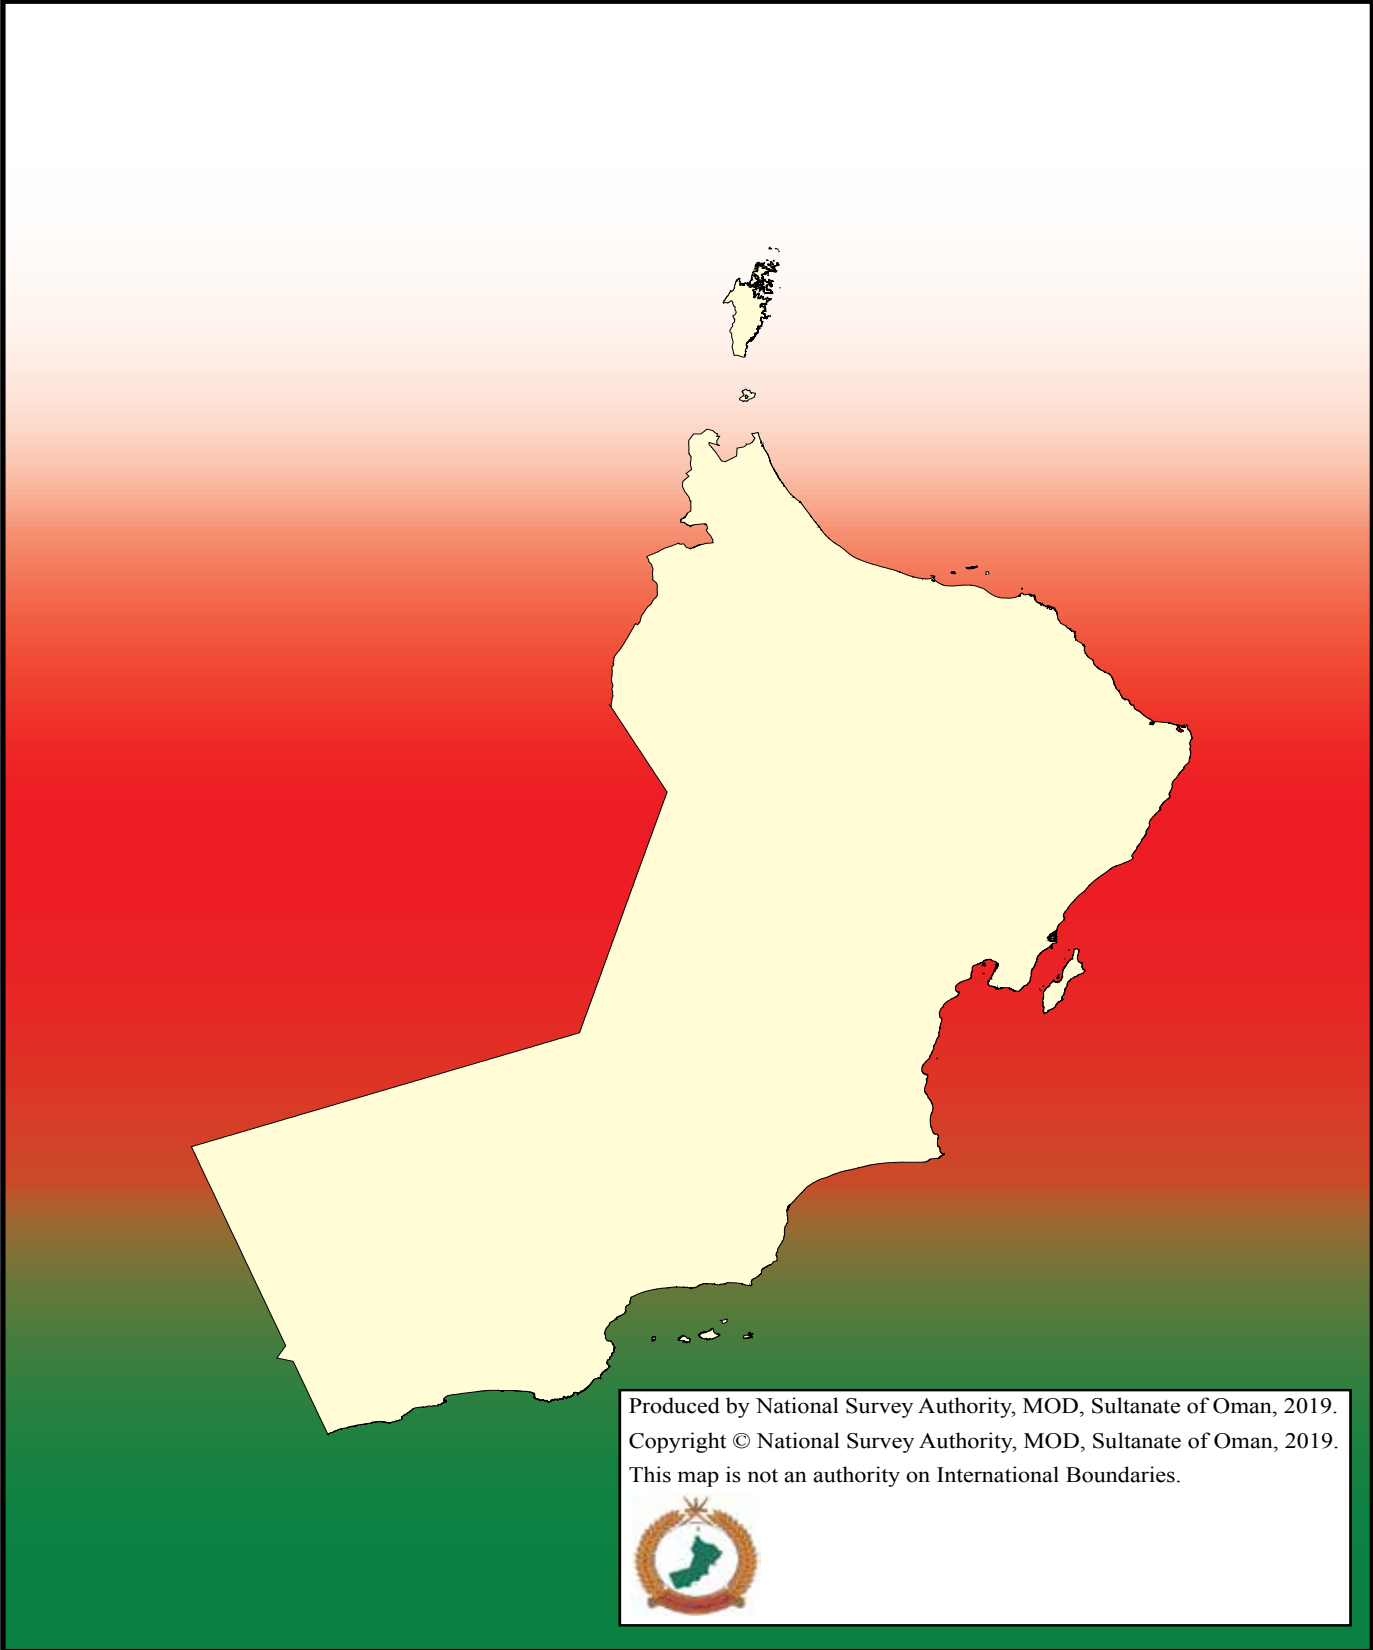 Produced by National Survey Authority, MOD, Sultanate of Oman, 2019.
Copyright © National Survey Authority, MOD, Sultanate of Oman, 2019.
This map is not an authority on International Boundaries.